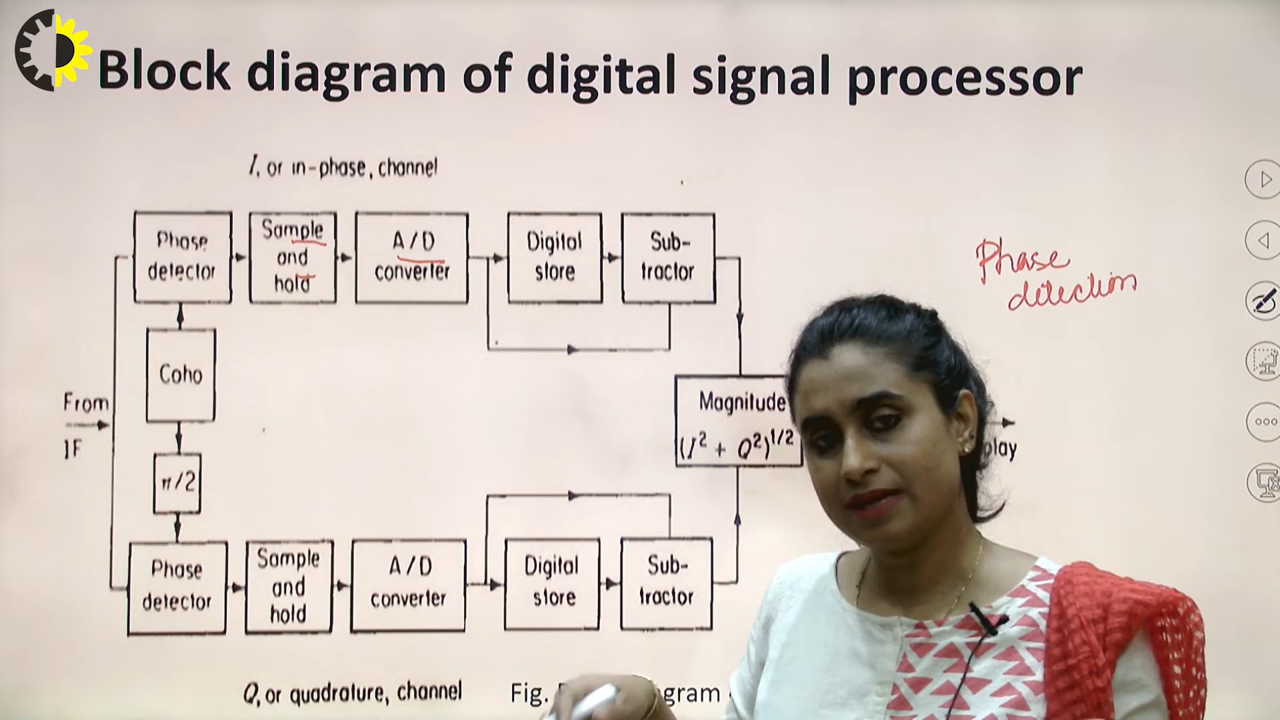 Block diagram of digital signal processor
I, or in-phase, channel
Phase
detector
Sample
and
hold
A/D
converter
Digital
store
Sub-
tractor
Phase
detection
Coho
From
IF
π/2
Magnitude
(I² + Q²)^1/2
Phase
detector
Sample
and
hold
A/D
converter
Digital
store
Sub-
tractor
Q, or quadrature, channel
Fig.